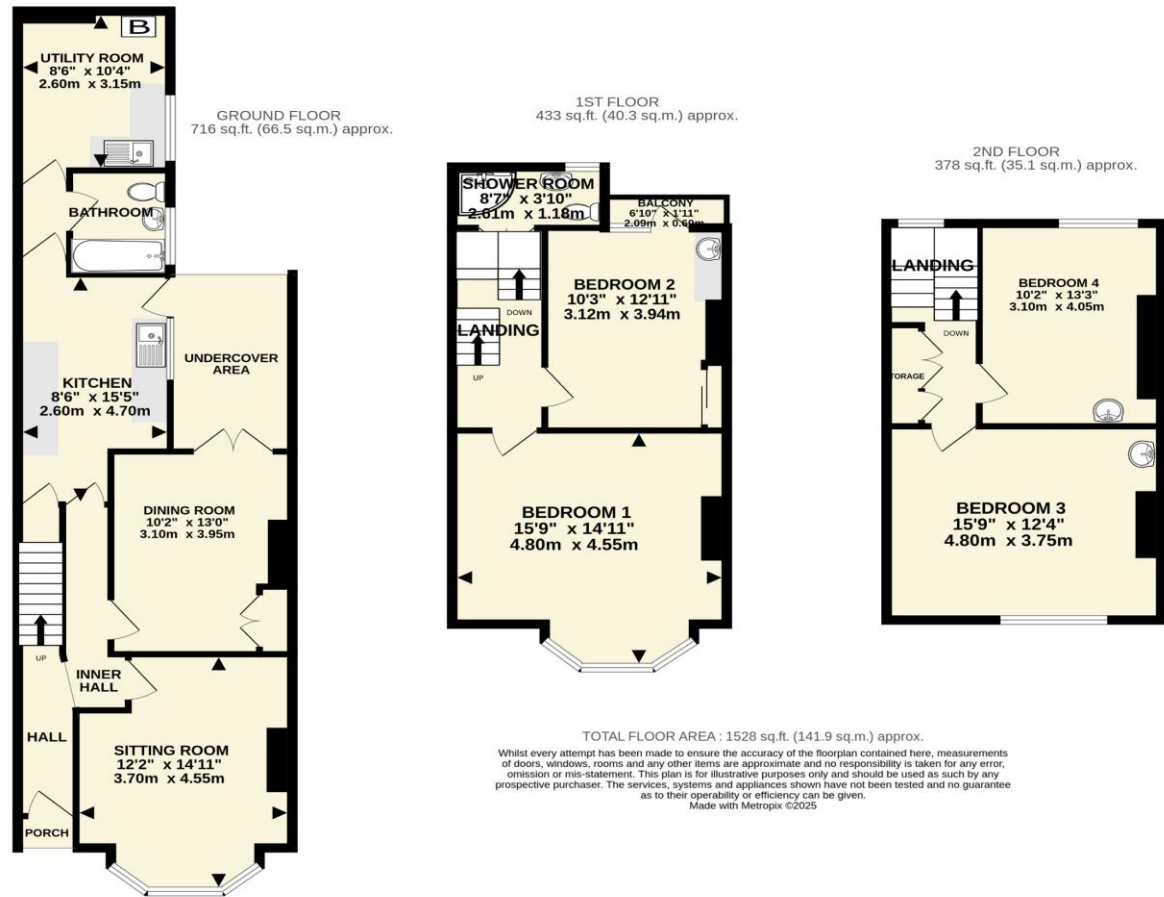 B
UTILITY ROOM
8'6" x 10'4"
2.60m x 3.15m
GROUND FLOOR
716 sq.ft. (66.5 sq.m.) approx.
BATHROOM
UNDERCOVER
AREA
KITCHEN
8'6" x 15'5"
2.60m x 4.70m
DINING ROOM
10'2" x 13'0"
3.10m x 3.95m
UP
INNER
HALL
HALL
SITTING ROOM
12'2" x 14'11"
3.70m x 4.55m
PORCH
1ST FLOOR
433 sq.ft. (40.3 sq.m.) approx.
SHOWER ROOM
8'7" x 3'10"
2.61m x 1.18m
BALCONY
6'10" x 1'11"
2.09m x 0.60m
BEDROOM 2
10'3" x 12'11"
3.12m x 3.94m
DOWN
LANDING
UP
BEDROOM 1
15'9" x 14'11"
4.80m x 4.55m
2ND FLOOR
378 sq.ft. (35.1 sq.m.) approx.
LANDING
BEDROOM 4
10'2" x 13'3"
3.10m x 4.05m
DOWN
TORAGE
BEDROOM 3
15'9" x 12'4"
4.80m x 3.75m
TOTAL FLOOR AREA : 1528 sq.ft. (141.9 sq.m.) approx.
Whilst every attempt has been made to ensure the accuracy of the floorplan contained here, measurements
of doors, windows, rooms and any other items are approximate and no responsibility is taken for any error,
omission or mis-statement. This plan is for illustrative purposes only and should be used as such by any
prospective purchaser. The services, systems and appliances shown have not been tested and no guarantee
as to their operability or efficiency can be given.
Made with Metropix ©2025